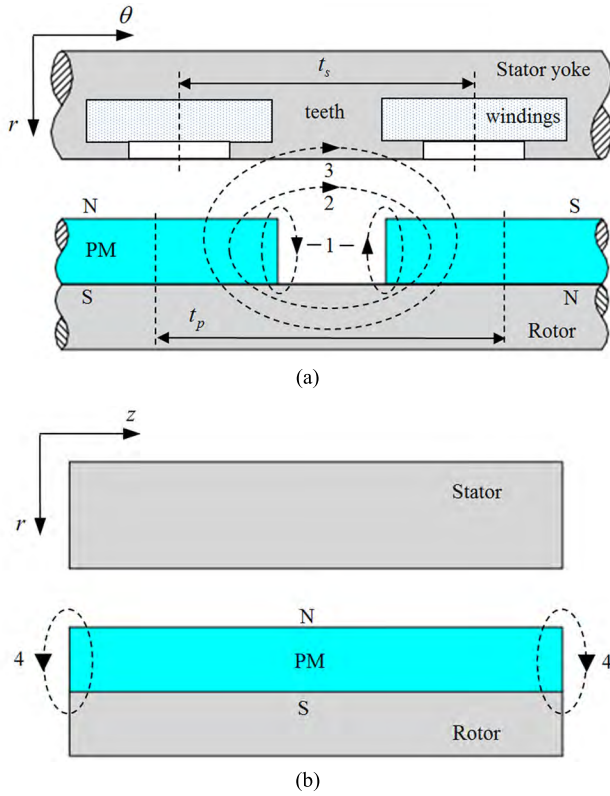 θ
t_s
Stator yoke
r
teeth
windings
3
N
2
S
PM
1
S
N
t_p
Rotor
(a)
z
Stator
r
N
4
PM
4
S
Rotor
(b)